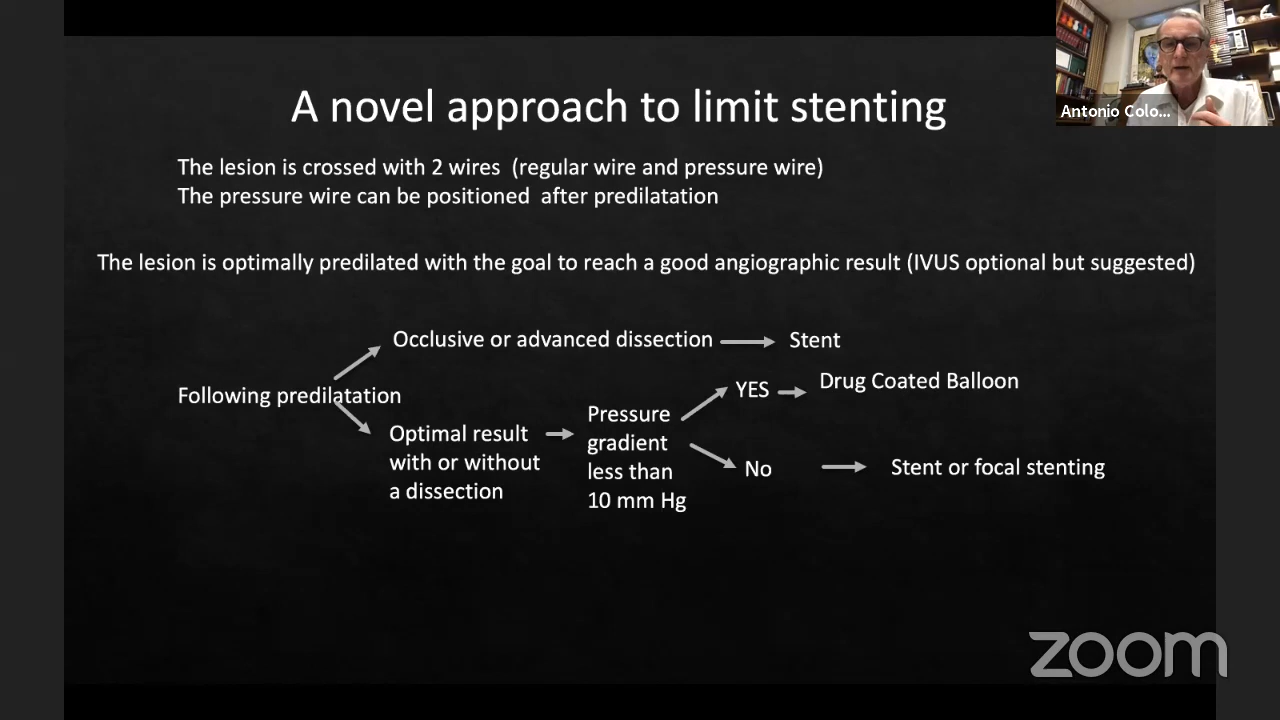 A novel approach to limit stenting
Antonio Colo...
The lesion is crossed with 2 wires (regular wire and pressure wire)
The pressure wire can be positioned after predilatation
The lesion is optimally predilated with the goal to reach a good angiographic result (IVUS optional but suggested)
Occlusive or advanced dissection
Stent
Following predilatation
Optimal result
with or without
a dissection
Pressure
gradient
less than
10 mm Hg
YES
Drug Coated Balloon
No
Stent or focal stenting
zoom